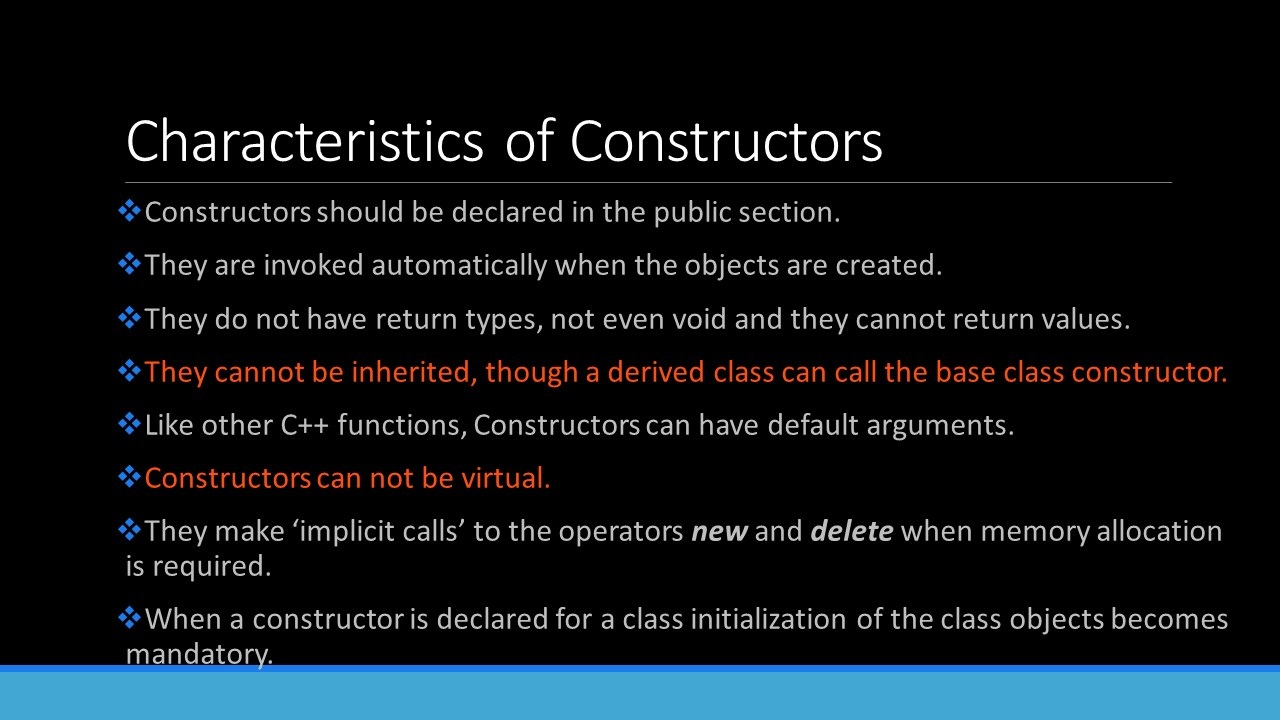 Characteristics of Constructors
❖Constructors should be declared in the public section.
❖They are invoked automatically when the objects are created.
❖They do not have return types, not even void and they cannot return values.
❖They cannot be inherited, though a derived class can call the base class constructor.
❖Like other C++ functions, Constructors can have default arguments.
❖Constructors can not be virtual.
❖They make ‘implicit calls’ to the operators new and delete when memory allocation
is required.
❖When a constructor is declared for a class initialization of the class objects becomes
mandatory.